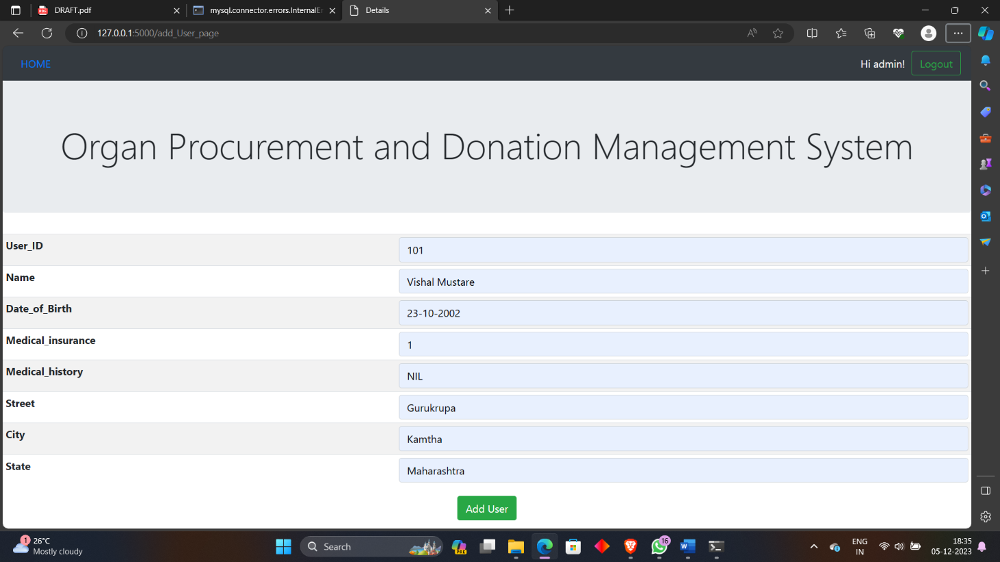 DRAFT.pdf
mysql.connector.errors.InternalEr
Details
127.0.0.1:5000/add_User_page
HOME
Hi admin!
Logout
Organ Procurement and Donation Management System
User_ID
101
Name
Vishal Mustare
Date_of_Birth
23-10-2002
Medical_insurance
1
Medical_history
NIL
Street
Gurukrupa
City
Kamtha
State
Maharashtra
Add User
1
26°C
Mostly cloudy
Search
PRE
16
ENG
IN
18:35
05-12-2023